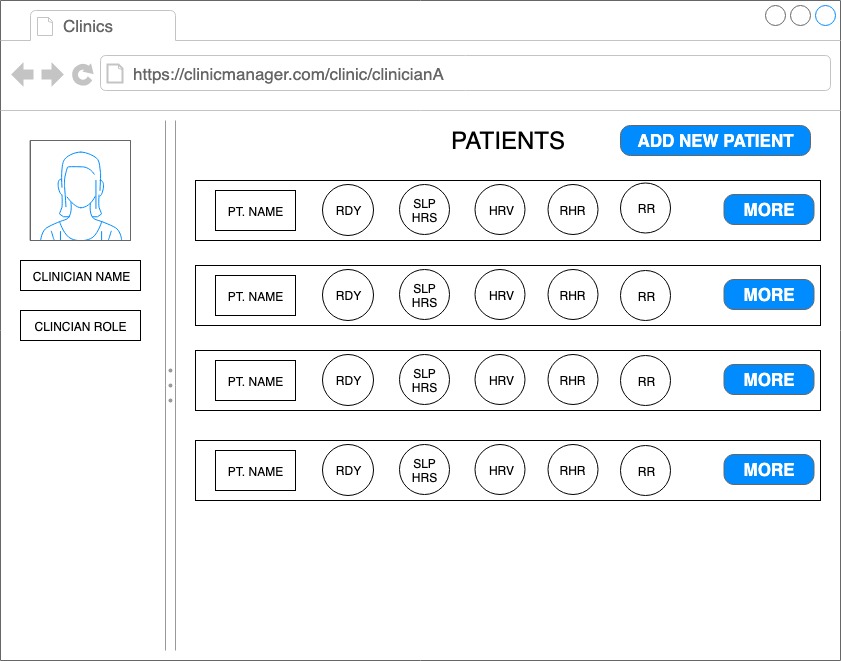 Clinics
https://clinicmanager.com/clinic/clinicianA
CLINICIAN NAME
CLINCIAN ROLE
PATIENTS
ADD NEW PATIENT
PT. NAME
RDY
SLP
HRS
HRV
RHR
RR
MORE
PT. NAME
RDY
SLP
HRS
HRV
RHR
RR
MORE
PT. NAME
RDY
SLP
HRS
HRV
RHR
RR
MORE
PT. NAME
RDY
SLP
HRS
HRV
RHR
RR
MORE